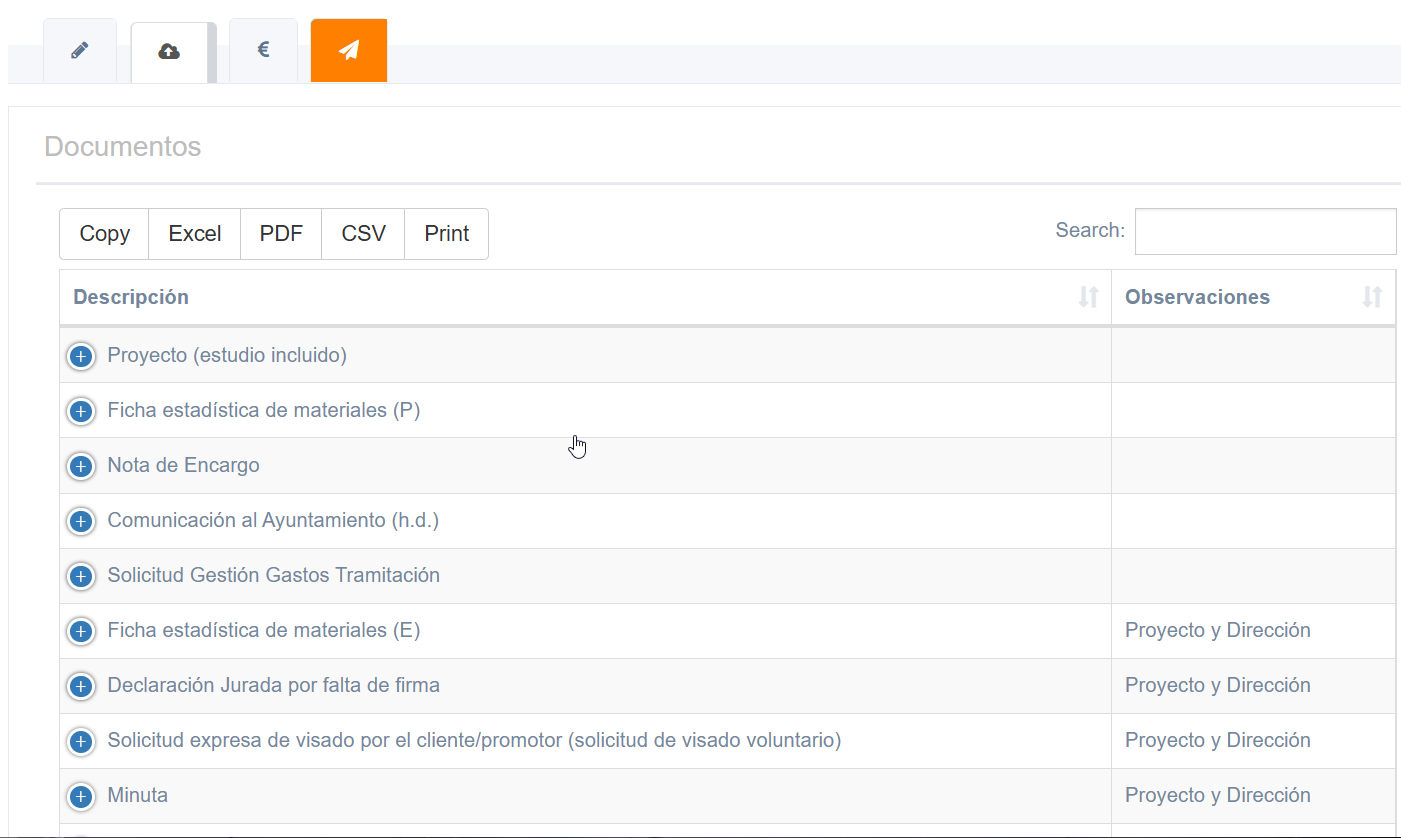 €
Documentos
Copy Excel PDF CSV Print Search:
Descripción Observaciones
Proyecto (estudio incluido)
Ficha estadística de materiales (P)
Nota de Encargo
Comunicación al Ayuntamiento (h.d.)
Solicitud Gestión Gastos Tramitación
Ficha estadística de materiales (E) Proyecto y Dirección
Declaración Jurada por falta de firma Proyecto y Dirección
Solicitud expresa de visado por el cliente/promotor (solicitud de visado voluntario) Proyecto y Dirección
Minuta Proyecto y Dirección